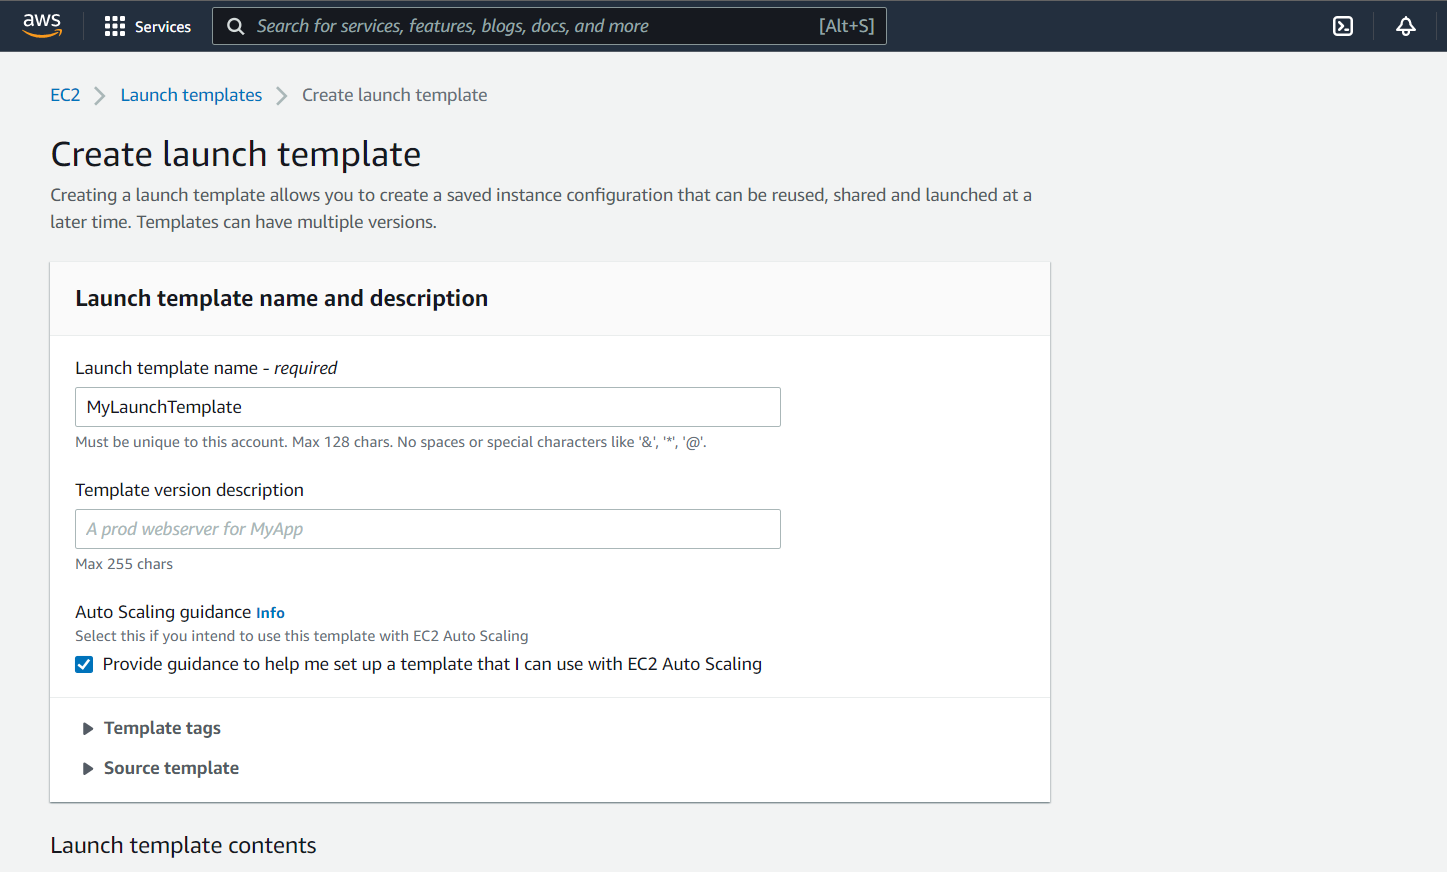 aws
Services
Search for services, features, blogs, docs, and more [Alt+S]
EC2 Launch templates Create launch template
Create launch template
Creating a launch template allows you to create a saved instance configuration that can be reused, shared and launched at a
later time. Templates can have multiple versions.
Launch template name and description
Launch template name - required
MyLaunchTemplate
Must be unique to this account. Max 128 chars. No spaces or special characters like '&', '*', '@'.
Template version description
A prod webserver for MyApp
Max 255 chars
Auto Scaling guidance Info
Select this if you intend to use this template with EC2 Auto Scaling
Provide guidance to help me set up a template that I can use with EC2 Auto Scaling
Template tags
Source template
Launch template contents